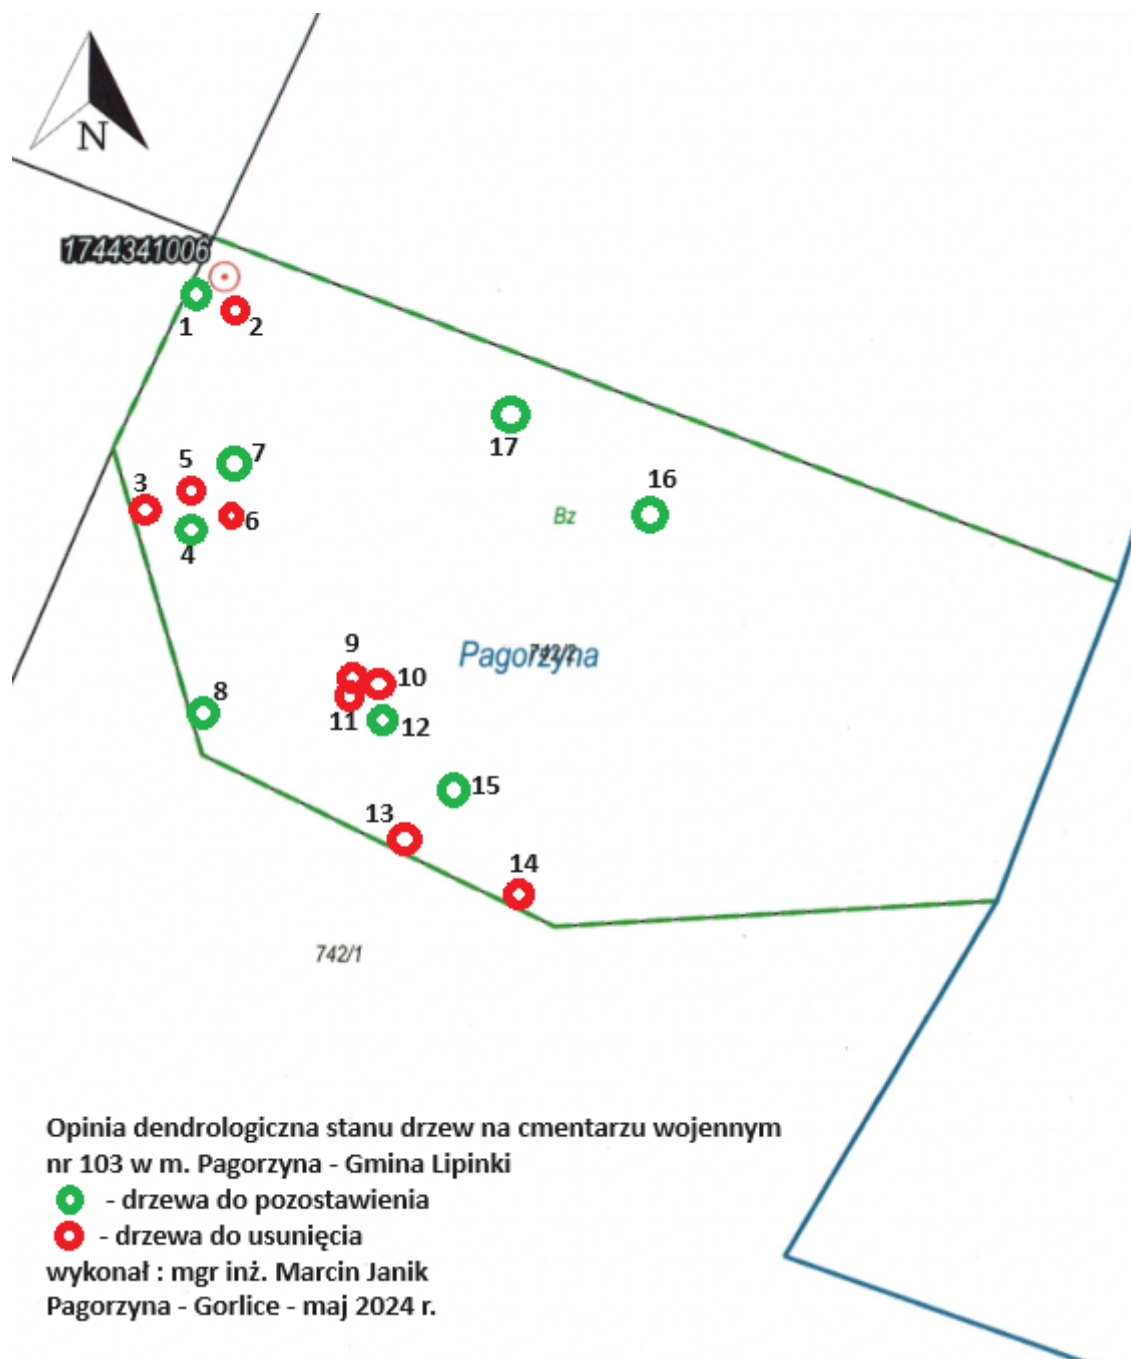 N
1744341006
1
2
17
7
5
3
16
6
Bz
4
9
Pagorzyna
742/2
10
8
11
12
15
13
14
742/1
Opinia dendrologiczna stanu drzew na cmentarzu wojennym
nr 103 w m. Pagorzyna - Gmina Lipinki
- drzewa do pozostawienia
- drzewa do usunięcia
wykonał : mgr inż. Marcin Janik
Pagorzyna - Gorlice - maj 2024 r.